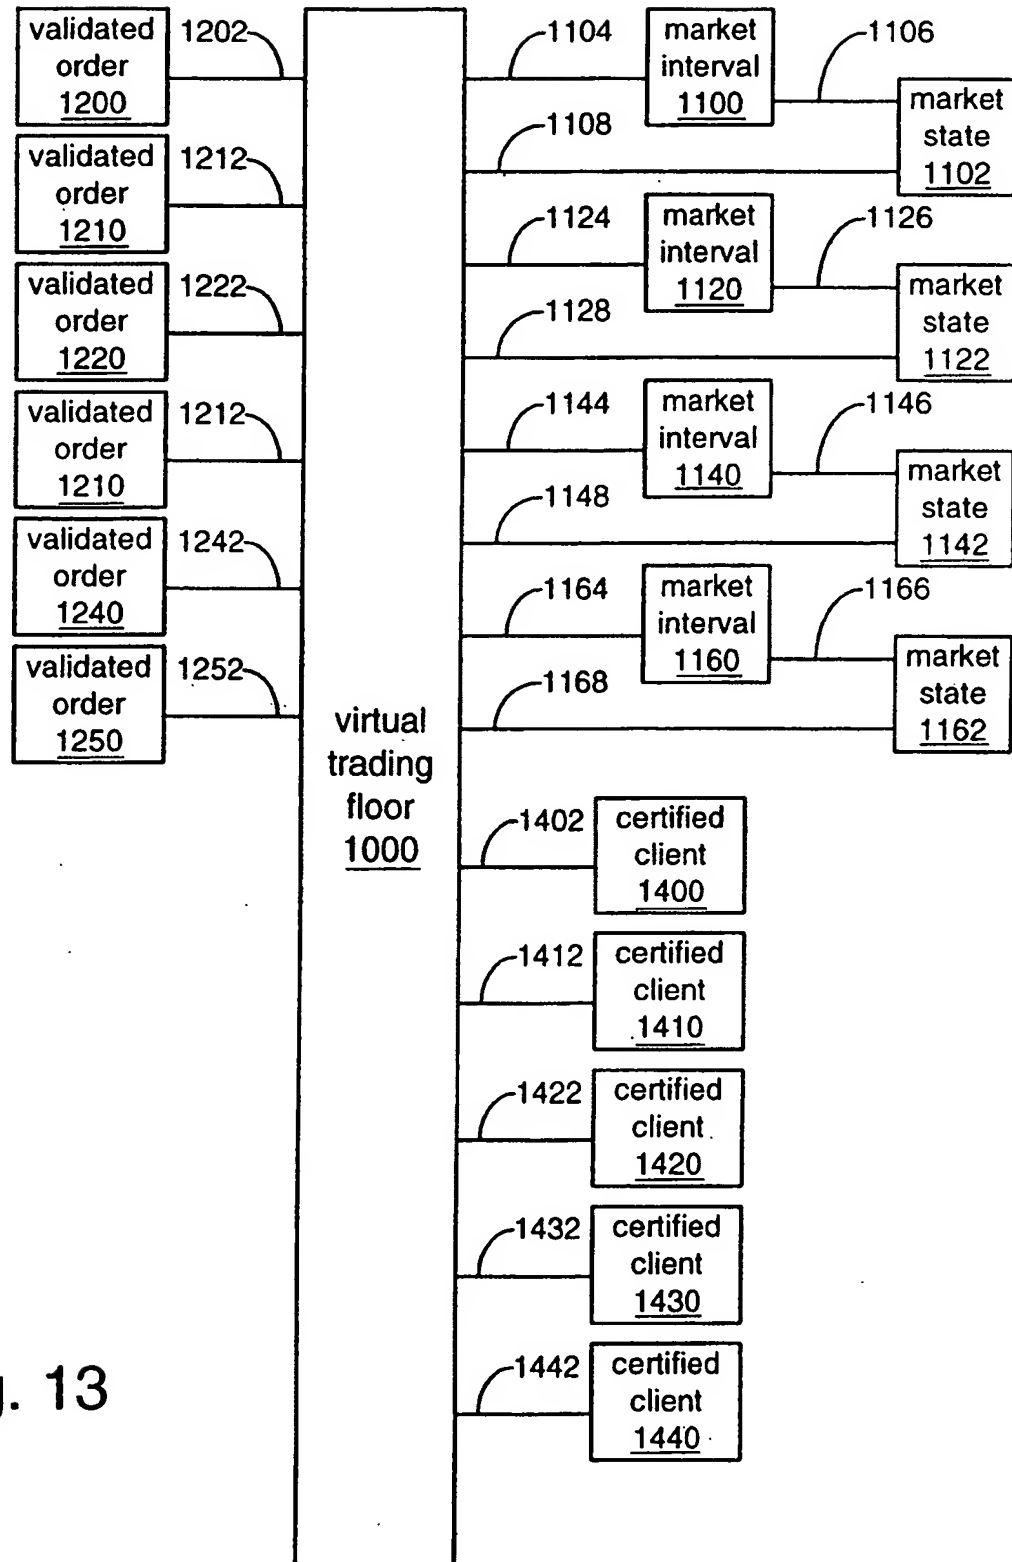 validated
order
1200
1202
validated
order
1210
1212
validated
order
1220
1222
validated
order
1210
1212
validated
order
1240
1242
validated
order
1250
1252
virtual
trading
floor
1000
1104
market
interval
1100
1106
market
state
1102
1108
1124
market
interval
1120
1126
market
state
1122
1128
1144
market
interval
1140
1146
market
state
1142
1148
1164
market
interval
1160
1166
market
state
1162
1168
1402
certified
client
1400
1412
certified
client
1410
1422
certified
client
1420
1432
certified
client
1430
1442
certified
client
1440
g. 13